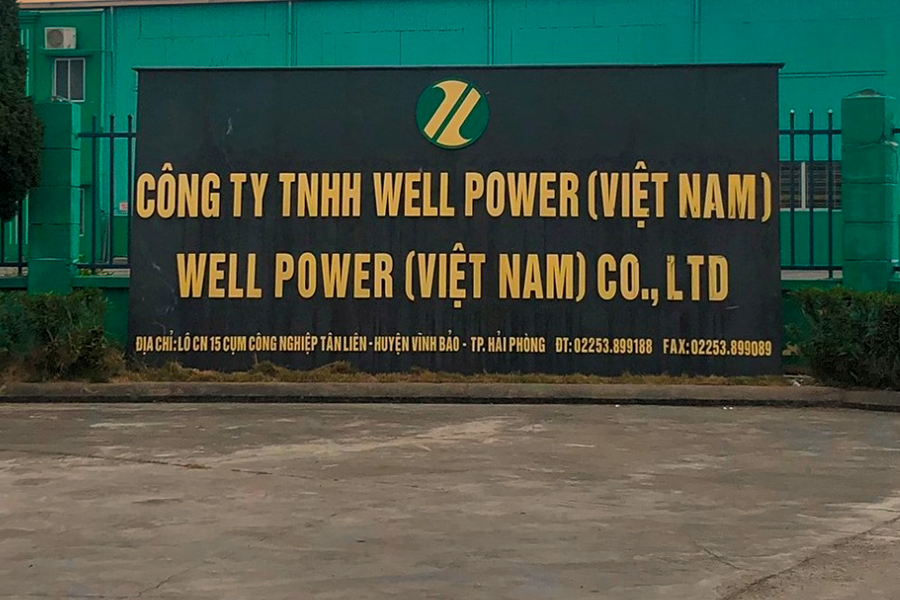 CÔNG TY TNHH WELL POWER (VIỆT NAM)
WELL POWER (VIỆT NAM) CO., LTD
ĐỊA CHỈ: LÔ CN 15 CỤM CÔNG NGHIỆP TÂN LIÊN - HUYỆN VĨNH BẢO - TP. HẢI PHÒNG ĐT: 02253.899188 FAX: 02253.899089